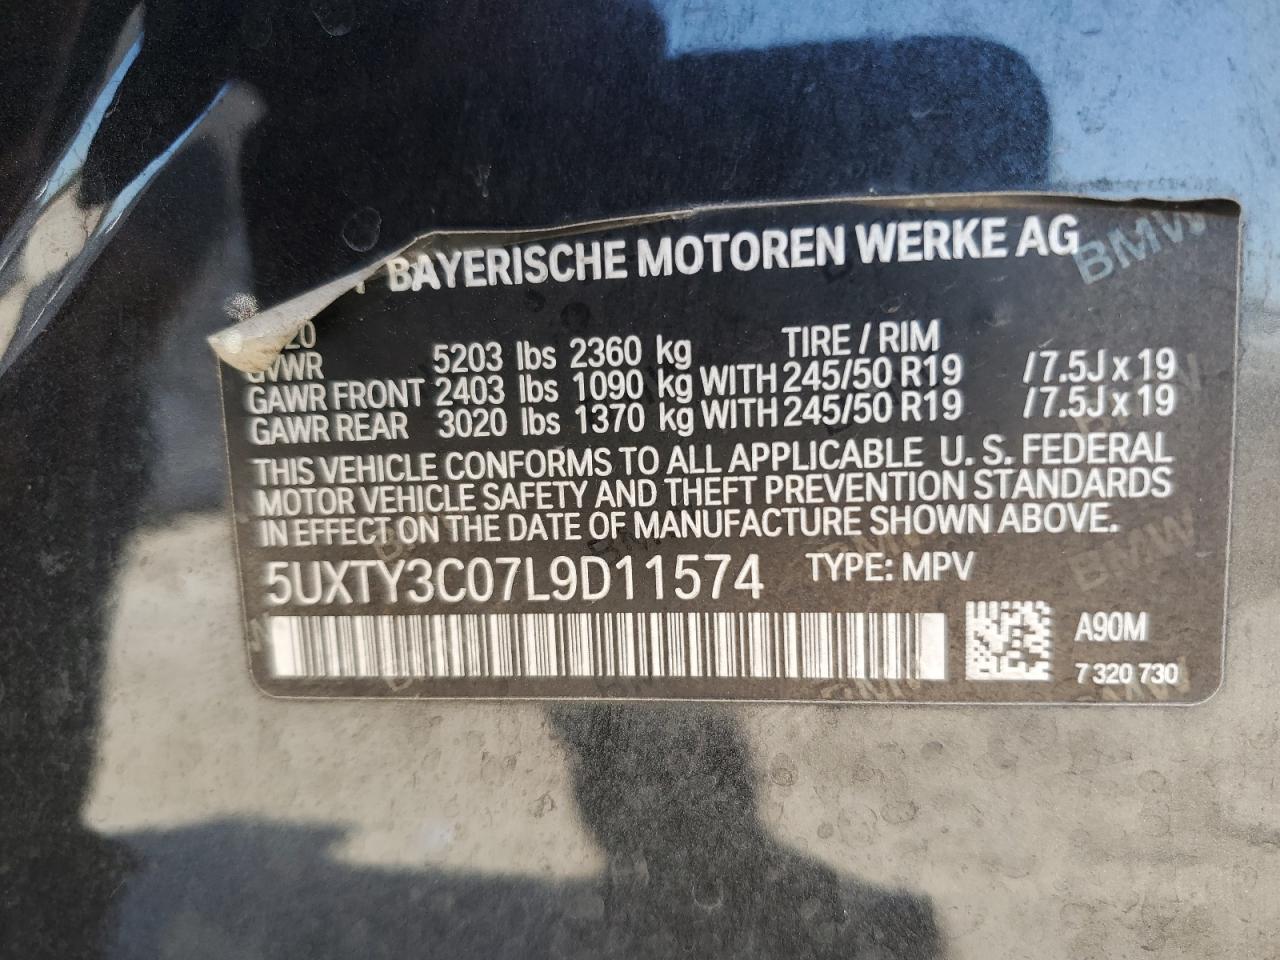 BAYERISCHE MOTOREN WERKE AG
20 TIRE / RIM
GVWR 5203 lbs 2360 kg
GAWR FRONT 2403 lbs 1090 kg WITH 245/50 R19 /7.5J x 19
GAWR REAR 3020 lbs 1370 kg WITH 245/50 R19 /7.5J x 19
THIS VEHICLE CONFORMS TO ALL APPLICABLE U. S. FEDERAL
MOTOR VEHICLE SAFETY AND THEFT PREVENTION STANDARDS
IN EFFECT ON THE DATE OF MANUFACTURE SHOWN ABOVE.
5UXTY3C07L9D11574 TYPE: MPV
A90M
7 320 730
BMW
BMW